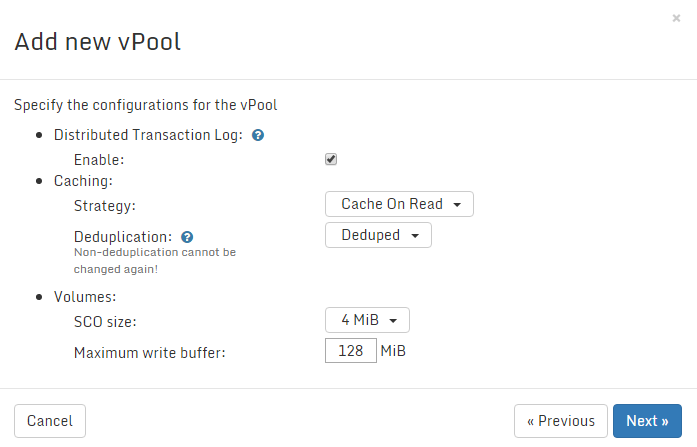 ×
Add new vPool
Specify the configurations for the vPool
• Distributed Transaction Log: ?
Enable:
• Caching:
Strategy: Cache On Read
Deduplication: ? Deduped
Non-deduplication cannot be
changed again!
• Volumes:
SCO size: 4 MiB
Maximum write buffer: 128 MiB
Cancel « Previous Next »